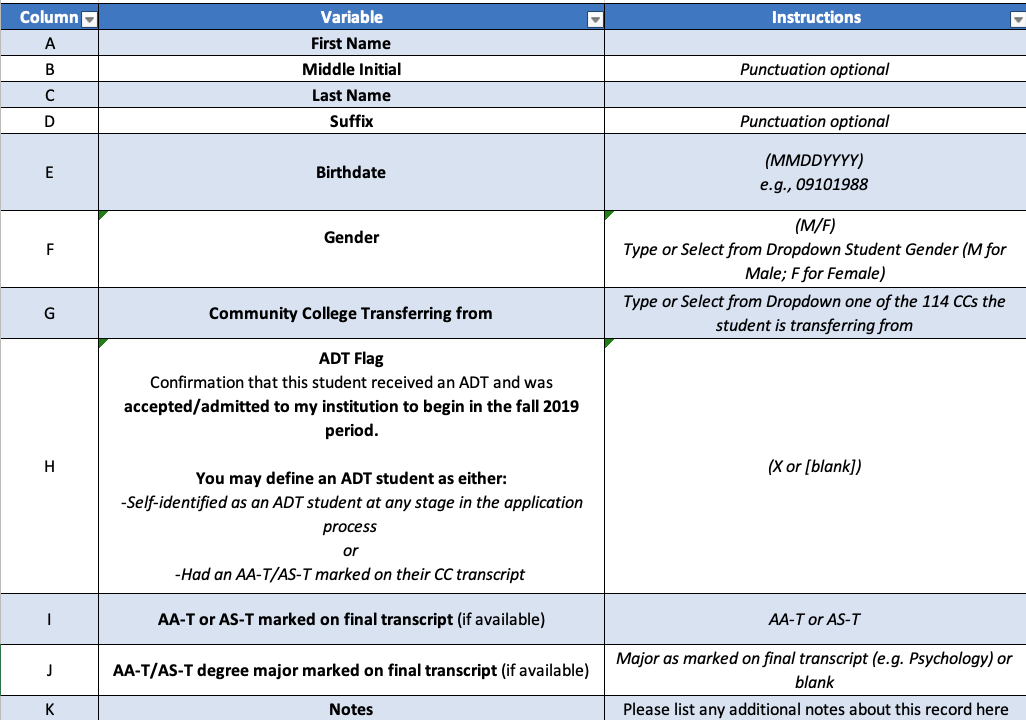 Column Variable Instructions
A First Name
B Middle Initial Punctuation optional
C Last Name
D Suffix Punctuation optional
E Birthdate (MMDDYYYY)
e.g., 09101988
F Gender (M/F)
Type or Select from Dropdown Student Gender (M for
Male; F for Female)
G Community College Transferring from Type or Select from Dropdown one of the 114 CCs the
student is transferring from
H ADT Flag
Confirmation that this student received an ADT and was
accepted/admitted to my institution to begin in the fall 2019
period.
You may define an ADT student as either:
-Self-identified as an ADT student at any stage in the application
process
or
-Had an AA-T/AS-T marked on their CC transcript
(X or [blank])
I AA-T or AS-T marked on final transcript (if available) AA-T or AS-T
J AA-T/AS-T degree major marked on final transcript (if available) Major as marked on final transcript (e.g. Psychology) or
blank
K Notes Please list any additional notes about this record here